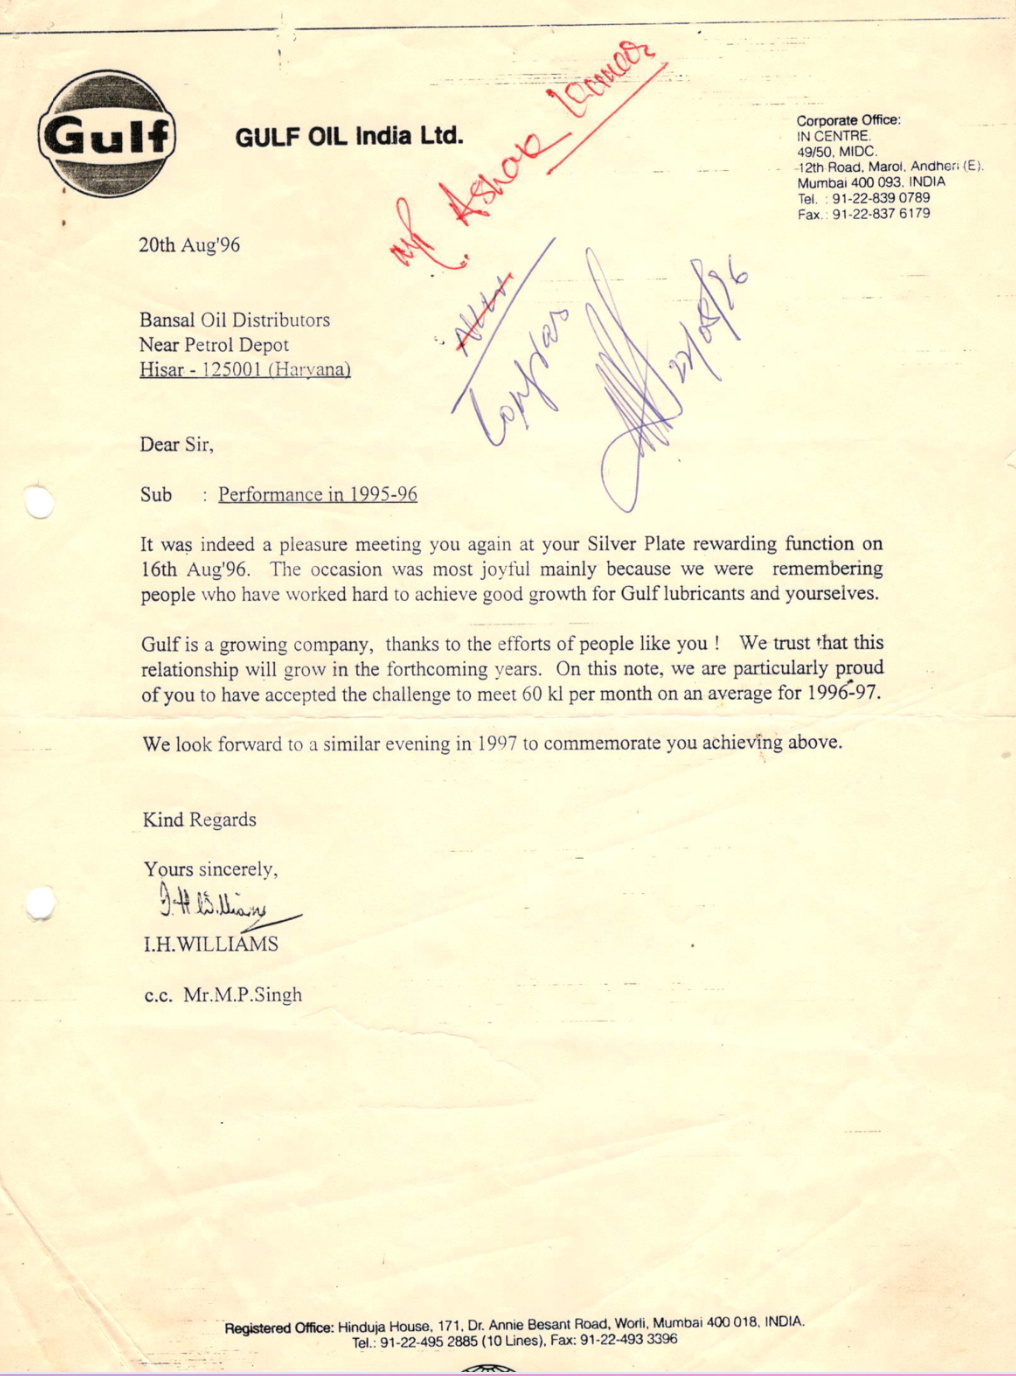 Gulf
GULF OIL India Ltd.
Corporate Office:
IN CENTRE.
49/50, MIDC.
12th Road, Marol, Andheri (E).
Mumbai 400 093. INDIA
Tel. : 91-22-839 0789
Fax.: 91-22-837 6179
Ashok
22/08/96
20th Aug'96
Bansal Oil Distributors
Near Petrol Depot
Hisar - 125001 (Haryana)
Dear Sir,
Sub : Performance in 1995-96
It was indeed a pleasure meeting you again at your Silver Plate rewarding function on
16th Aug'96. The occasion was most joyful mainly because we were remembering
people who have worked hard to achieve good growth for Gulf lubricants and yourselves.
Gulf is a growing company, thanks to the efforts of people like you ! We trust that this
relationship will grow in the forthcoming years. On this note, we are particularly proud
of you to have accepted the challenge to meet 60 kl per month on an average for 1996-97.
We look forward to a similar evening in 1997 to commemorate you achieving above.
Kind Regards
Yours sincerely,
I.H.Williams
I.H.WILLIAMS
c.c. Mr.M.P.Singh
Registered Office: Hinduja House, 171, Dr. Annie Besant Road, Worli, Mumbai 400 018, INDIA.
Tel.: 91-22-495 2885 (10 Lines), Fax: 91-22-493 3396